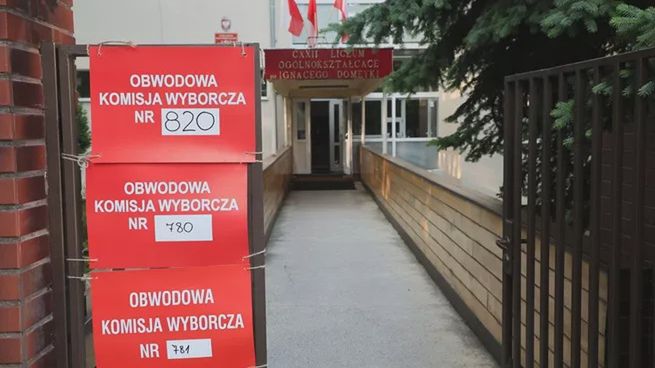 OBWODOWA
KOMISJA WYBORCZA
NR 820
OBWODOWA
KOMISJA WYBORCZA
NR 780
OBWODOWA
KOMISJA WYBORCZA
NR 781
CXXII LICEUM
OGÓLNOKSZTAŁCĄCE
IGNACEGO DOMEYKI